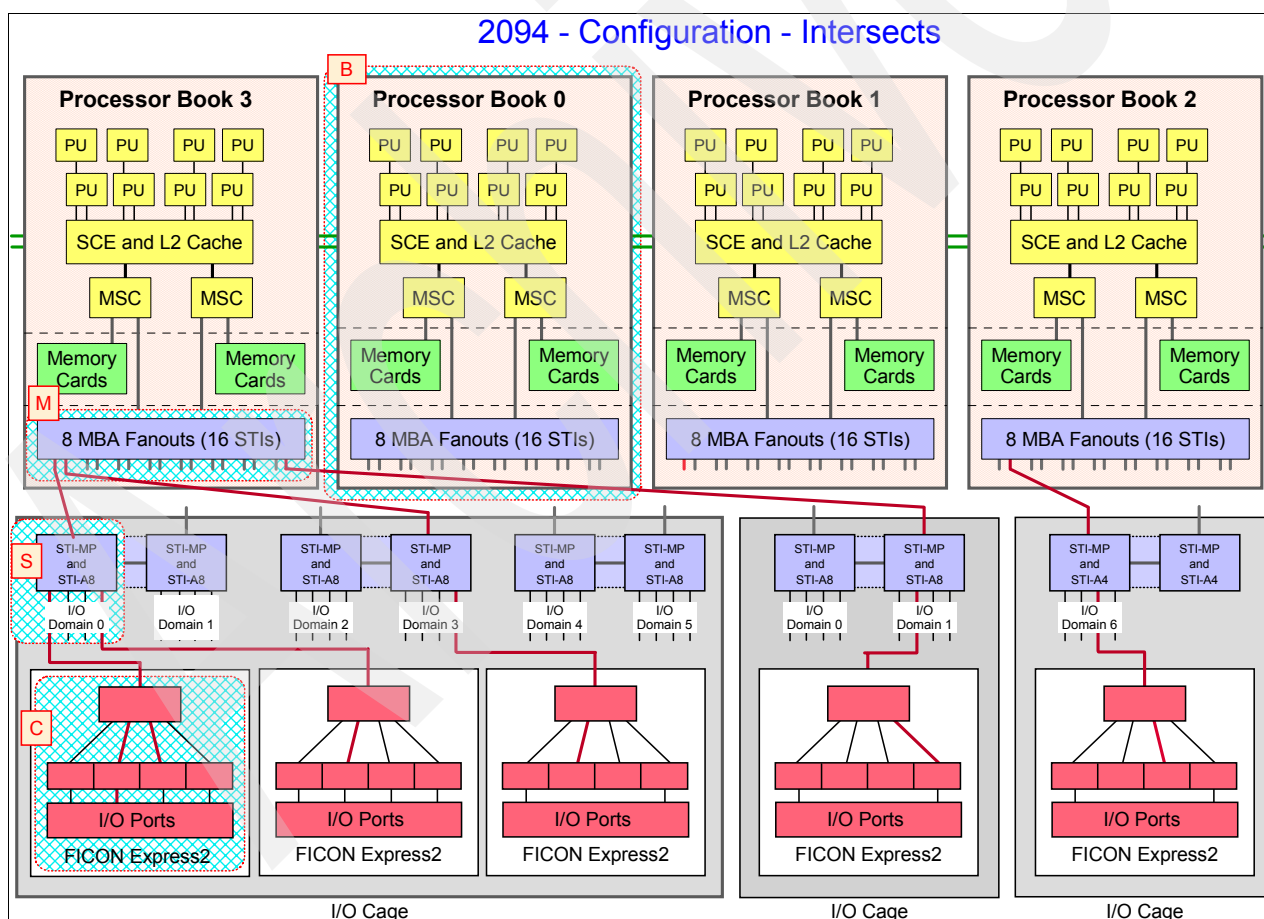 2094 - Configuration - Intersects
B
Processor Book 3
Processor Book 0
Processor Book 1
Processor Book 2
PU PU PU PU
PU PU PU PU
PU PU PU PU
PU PU PU PU
PU PU PU PU
PU PU PU PU
PU PU PU PU
PU PU PU PU
SCE and L2 Cache
SCE and L2 Cache
SCE and L2 Cache
SCE and L2 Cache
MSC MSC
MSC MSC
MSC MSC
MSC MSC
Memory
Cards
Memory
Cards
Memory
Cards
Memory
Cards
Memory
Cards
Memory
Cards
Memory
Cards
Memory
Cards
M
8 MBA Fanouts (16 STIs)
8 MBA Fanouts (16 STIs)
8 MBA Fanouts (16 STIs)
8 MBA Fanouts (16 STIs)
S
STI-MP
and
STI-A8
STI-MP
and
STI-A8
STI-MP
and
STI-A8
STI-MP
and
STI-A8
STI-MP
and
STI-A8
STI-MP
and
STI-A8
STI-MP
and
STI-A8
STI-MP
and
STI-A8
STI-MP
and
STI-A4
STI-MP
and
STI-A4
I/O
Domain 0
I/O
Domain 1
I/O
Domain 2
I/O
Domain 3
I/O
Domain 4
I/O
Domain 5
I/O
Domain 0
I/O
Domain 1
I/O
Domain 6
C
I/O Ports
I/O Ports
I/O Ports
I/O Ports
I/O Ports
FICON Express2
FICON Express2
FICON Express2
FICON Express2
FICON Express2
I/O Cage
I/O Cage
I/O Cage